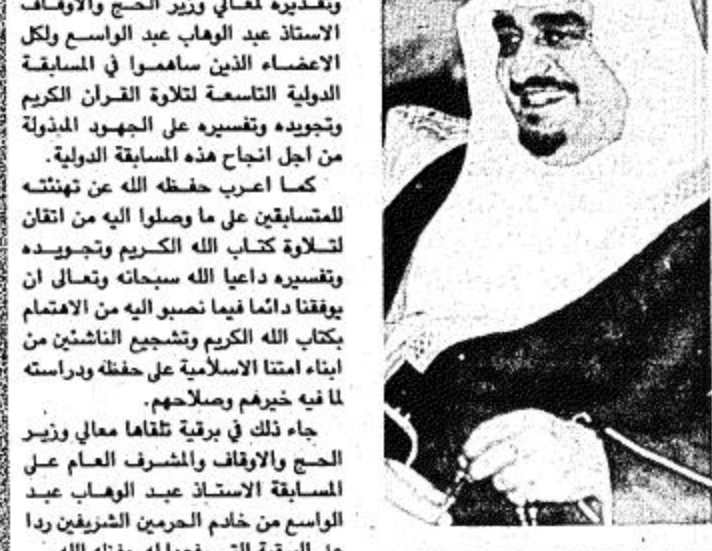 وتقديره لمعالي وزير الحج والاوقاف
الاستاذ عبد الوهاب عبد الواسع ولكل
الاعضاء الذين ساهموا في المسابقة
الدولية التاسعة لتلاوة القرآن الكريم
وتجويده وتفسيره على الجهود المبذولة
من اجل انجاح هذه المسابقة الدولية.
كما اعرب حفظه الله عن تهنئته
للمتسابقين على ما وصلوا اليه من اتقان
لتلاوة كتاب الله الكريم وتجويده
وتفسيره داعيا الله سبحانه وتعالى ان
يوفقنا دائما فيما نصبو اليه من الاهتمام
بكتاب الله الكريم وتشجيع الناشئين من
ابناء امتنا الاسلامية على حفظه ودراسته
لما فيه خيرهم وصلاحهم.
جاء ذلك في برقية تلقاها معالي وزير
الحج والاوقاف والمشرف العام على
المسابقة الاستاذ عبد الوهاب عبد
الواسع من خادم الحرمين الشريفين ردا
على البرقية التي